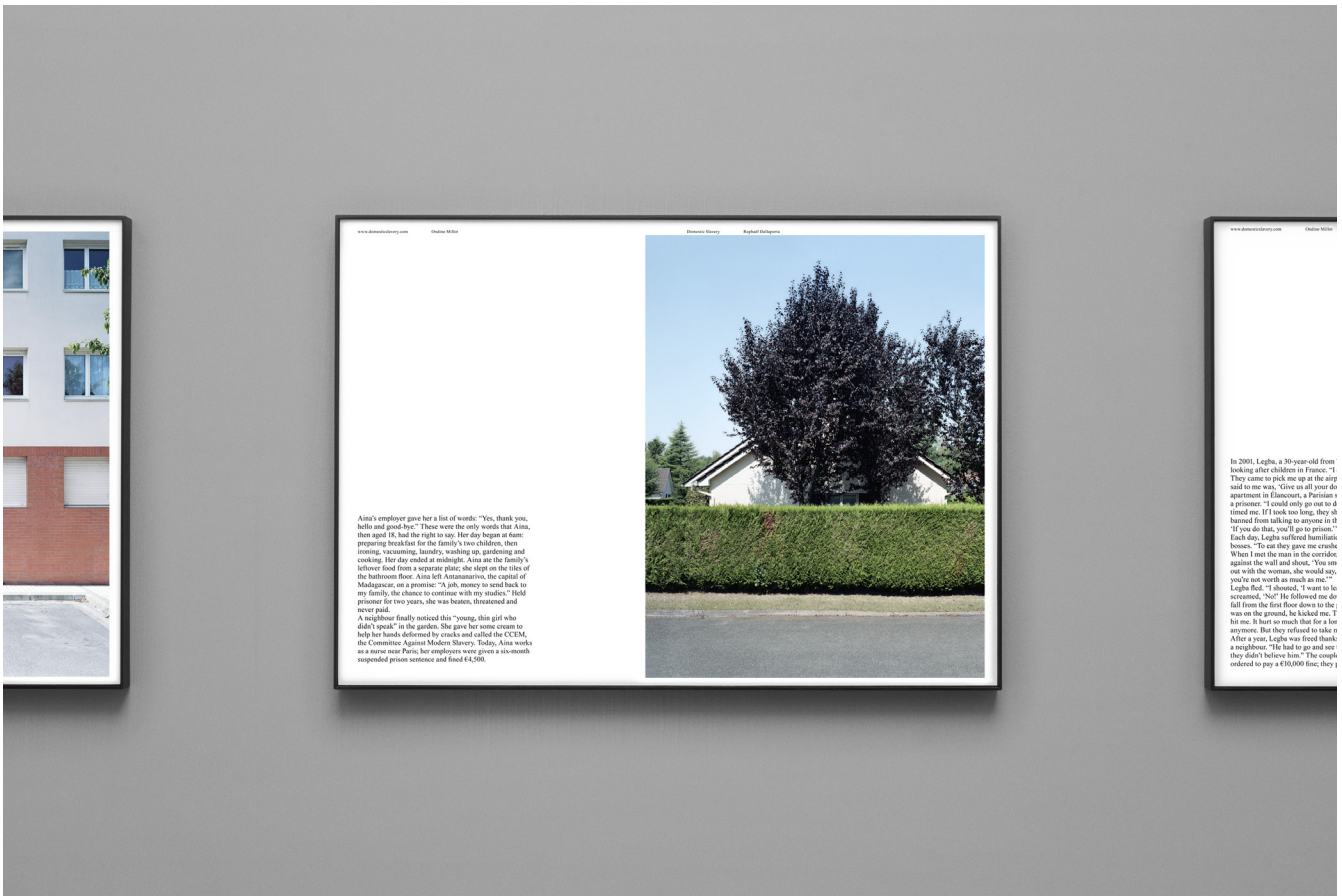 www.domesticslavery.com Ondine Millot
Domestic Slavery Raphaël Dallaporta
Aina's employer gave her a list of words: “Yes, thank you,
hello and good-bye.” These were the only words that Aina,
then aged 18, had the right to say. Her day began at 6am:
preparing breakfast for the family's two children, then
ironing, vacuuming, laundry, washing up, gardening and
cooking. Her day ended at midnight. Aina ate the family's
leftover food from a separate plate; she slept on the tiles of
the bathroom floor. Aina left Antananarivo, the capital of
Madagascar, on a promise: “A job, money to send back to
my family, the chance to continue with my studies.” Held
prisoner for two years, she was beaten, threatened and
never paid.
A neighbour finally noticed this “young, thin girl who
didn't speak” in the garden. She gave her some cream to
help her hands deformed by cracks and called the CCEM,
the Committee Against Modern Slavery. Today, Aina works
as a nurse near Paris; her employers were given a six-month
suspended prison sentence and fined €4,500.
www.domesticslavery.com Ondine Millot
In 2001, Legba, a 30-year-old from
looking after children in France. “I
They came to pick me up at the
said to me was, ‘Give us all your
apartment in Élancourt, a Parisian
a prisoner. “I could only go out to
timed me. If I took too long, they
banned from talking to anyone in
‘If you do that, you'll go to prison.’
Each day, Legba suffered
bosses. “To eat they gave me
When I met the man in the corridor,
against the wall and shout, ‘You
out with the woman, she would say,
you're not worth as much as me.’”
Legba fled. “I shouted, ‘I want to
screamed, ‘No!’ He followed me
fall from the first floor down to the
was on the ground, he kicked me.
hit me. It hurt so much that for a
anymore. But they refused to take
After a year, Legba was freed
a neighbour. “He had to go and see
they didn't believe him.” The
ordered to pay a €10,000 fine; they